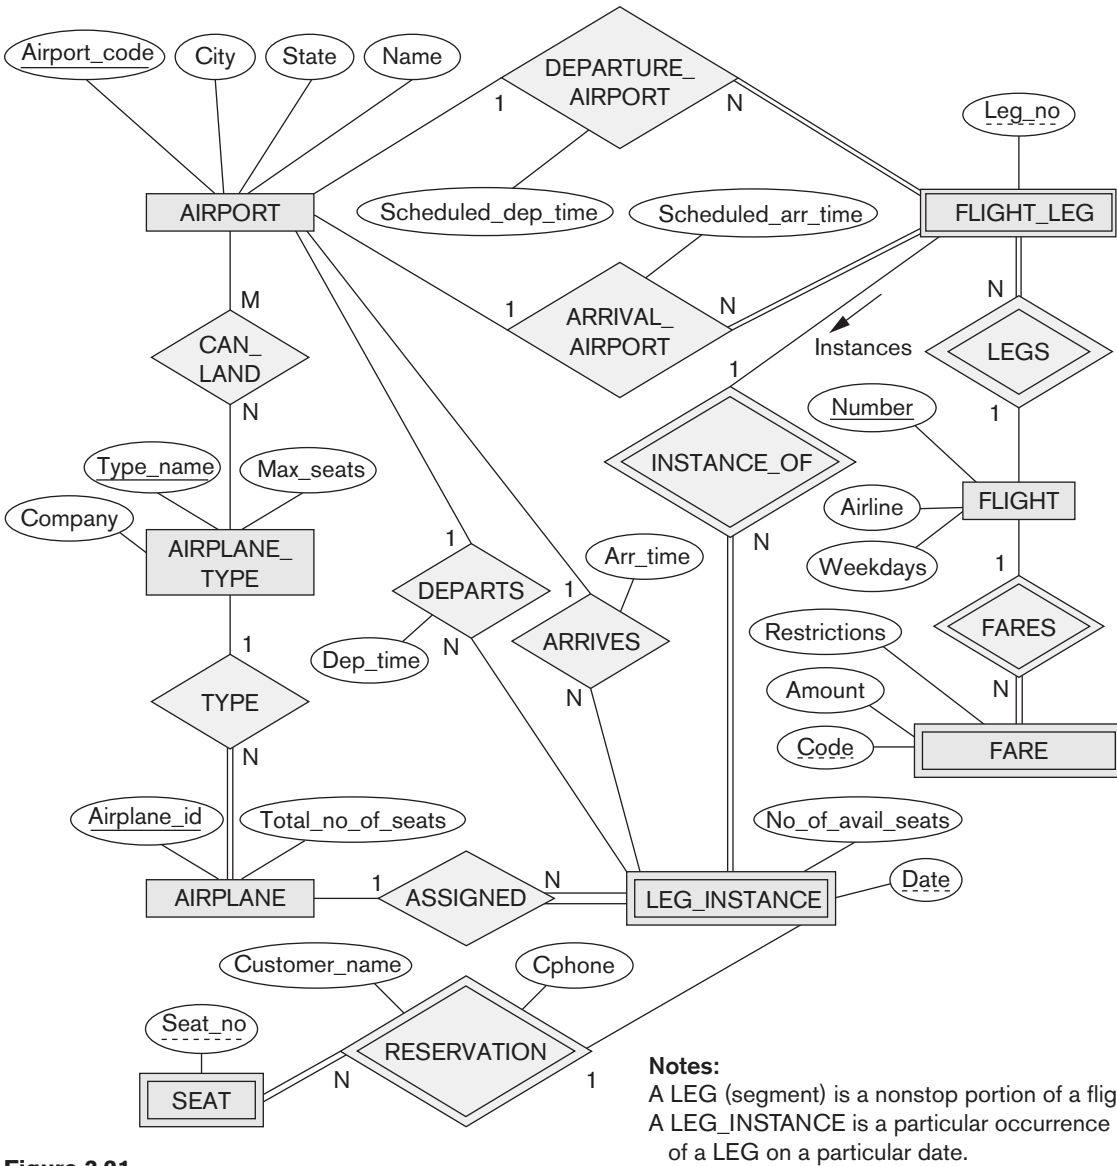 Airport_code
City
State
Name
DEPARTURE_
AIRPORT
1
N
Leg_no
AIRPORT
Scheduled_dep_time
Scheduled_arr_time
FLIGHT_LEG
M
1
N
N
CAN_
LAND
ARRIVAL_
AIRPORT
Instances
LEGS
1
N
Number
1
Type_name
Max_seats
INSTANCE_OF
Company
Airline
FLIGHT
AIRPLANE_
TYPE
1
N
Arr_time
Weekdays
1
DEPARTS
1
ARRIVES
Restrictions
FARES
1
N
Dep_time
TYPE
N
Amount
N
N
Code
FARE
Airplane_id
Total_no_of_seats
No_of_avail_seats
AIRPLANE
1
ASSIGNED
N
LEG_INSTANCE
Date
Customer_name
Cphone
Seat_no
RESERVATION
N
1
SEAT
Notes:
A LEG (segment) is a nonstop portion of a flig
A LEG_INSTANCE is a particular occurrence
of a LEG on a particular date.